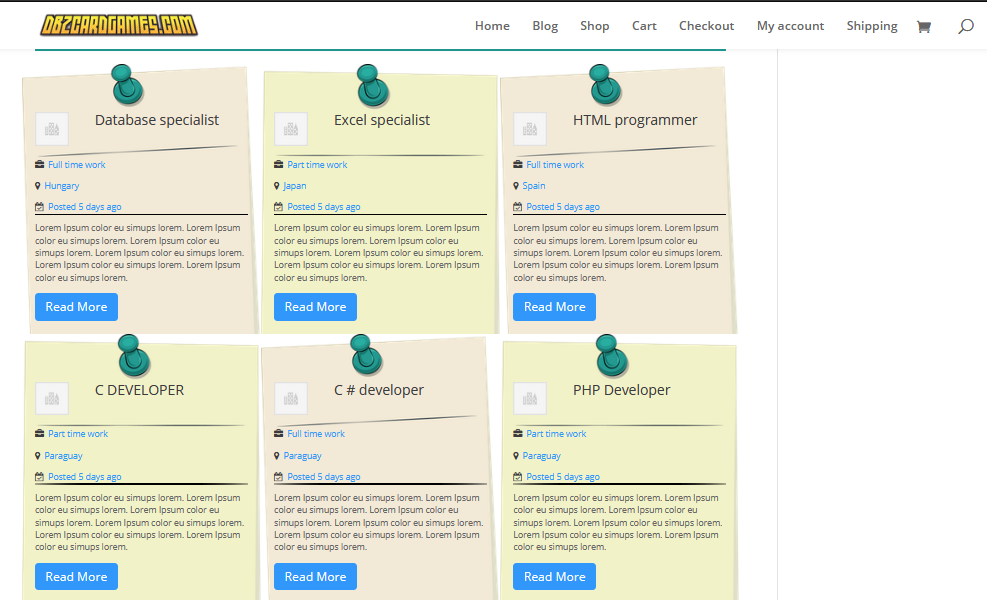 DBZCARDGAMES.COM
Home Blog Shop Cart Checkout My account Shipping
Database specialist
Full time work
Hungary
Posted 5 days ago
Lorem Ipsum color eu simups lorem. Lorem Ipsum
color eu simups lorem. Lorem Ipsum color eu
simups lorem. Lorem Ipsum color eu simups lorem.
Lorem Ipsum color eu simups lorem. Lorem Ipsum
color eu simups lorem.
Read More
Excel specialist
Part time work
Japan
Posted 5 days ago
Lorem Ipsum color eu simups lorem. Lorem Ipsum
color eu simups lorem. Lorem Ipsum color eu
simups lorem. Lorem Ipsum color eu simups lorem.
Lorem Ipsum color eu simups lorem. Lorem Ipsum
color eu simups lorem.
Read More
HTML programmer
Full time work
Spain
Posted 5 days ago
Lorem Ipsum color eu simups lorem. Lorem Ipsum
color eu simups lorem. Lorem Ipsum color eu
simups lorem. Lorem Ipsum color eu simups lorem.
Lorem Ipsum color eu simups lorem. Lorem Ipsum
color eu simups lorem.
Read More
C DEVELOPER
Part time work
Paraguay
Posted 5 days ago
Lorem Ipsum color eu simups lorem. Lorem Ipsum
color eu simups lorem. Lorem Ipsum color eu
simups lorem. Lorem Ipsum color eu simups lorem.
Lorem Ipsum color eu simups lorem. Lorem Ipsum
color eu simups lorem.
Read More
C # developer
Full time work
Paraguay
Posted 5 days ago
Lorem Ipsum color eu simups lorem. Lorem Ipsum
color eu simups lorem. Lorem Ipsum color eu
simups lorem. Lorem Ipsum color eu simups lorem.
Lorem Ipsum color eu simups lorem. Lorem Ipsum
color eu simups lorem.
Read More
PHP Developer
Part time work
Paraguay
Posted 5 days ago
Lorem Ipsum color eu simups lorem. Lorem Ipsum
color eu simups lorem. Lorem Ipsum color eu
simups lorem. Lorem Ipsum color eu simups lorem.
Lorem Ipsum color eu simups lorem. Lorem Ipsum
color eu simups lorem.
Read More